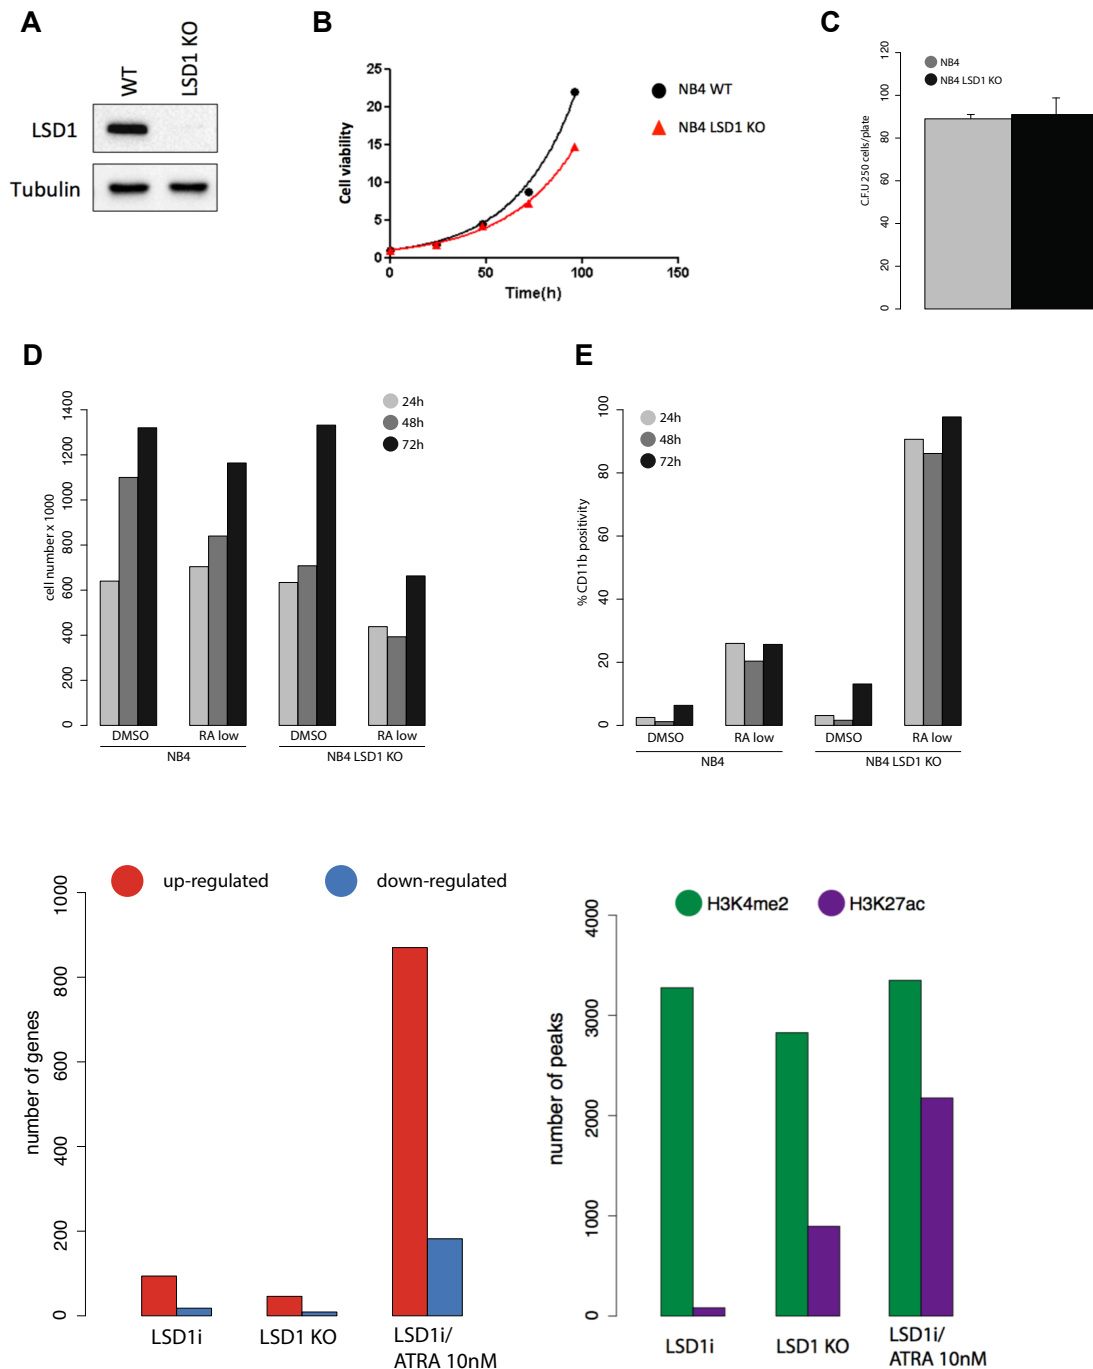 A
WT
LSD1 KO
LSD1
Tubulin
B
Cell viability
25
20
15
10
5
0
0
50
100
150
Time(h)
NB4 WT
NB4 LSD1 KO
C
NB4
NB4 LSD1 KO
C.F.U 250 cells/plate
120
100
80
60
40
20
0
D
cell number x 1000
1400
1200
1000
800
600
400
200
0
24h
48h
72h
DMSO
RA low
DMSO
RA low
NB4
NB4 LSD1 KO
E
% CD11b positivity
100
80
60
40
20
0
24h
48h
72h
DMSO
RA low
DMSO
RA low
NB4
NB4 LSD1 KO
up-regulated
down-regulated
number of genes
1000
800
600
400
200
0
LSD1i
LSD1 KO
LSD1i/
ATRA 10nM
H3K4me2
H3K27ac
number of peaks
4000
3000
2000
1000
0
LSD1i
LSD1 KO
LSD1i/
ATRA 10nM